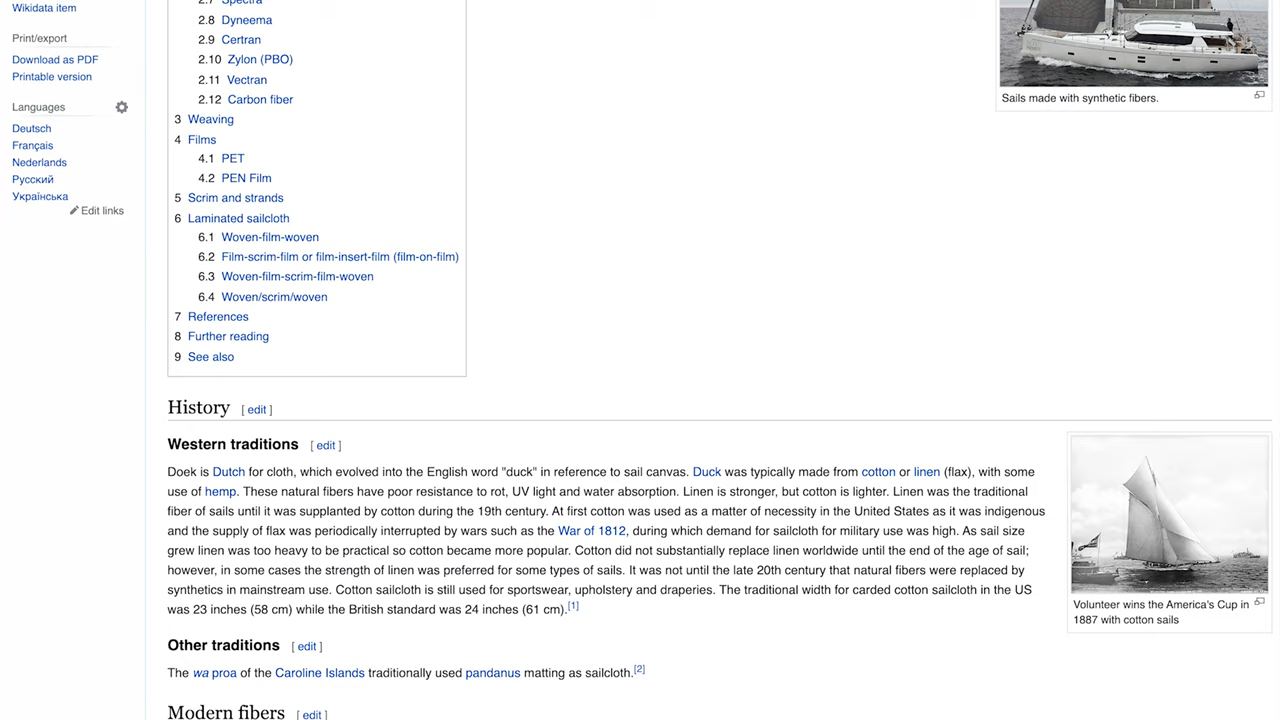 Wikidata item
Print/export
Download as PDF
Printable version
Languages
Deutsch
Français
Nederlands
Русский
Українська
Edit links
2.7 Spectra
2.8 Dyneema
2.9 Certran
2.10 Zylon (PBO)
2.11 Vectran
2.12 Carbon fiber
3 Weaving
4 Films
4.1 PET
4.2 PEN Film
5 Scrim and strands
6 Laminated sailcloth
6.1 Woven-film-woven
6.2 Film-scrim-film or film-insert-film (film-on-film)
6.3 Woven-film-scrim-film-woven
6.4 Woven/scrim/woven
7 References
8 Further reading
9 See also
Sails made with synthetic fibers.
History [ edit ]
Western traditions [ edit ]
Doek is Dutch for cloth, which evolved into the English word "duck" in reference to sail canvas. Duck was typically made from cotton or linen (flax), with some
use of hemp. These natural fibers have poor resistance to rot, UV light and water absorption. Linen is stronger, but cotton is lighter. Linen was the traditional
fiber of sails until it was supplanted by cotton during the 19th century. At first cotton was used as a matter of necessity in the United States as it was indigenous
and the supply of flax was periodically interrupted by wars such as the War of 1812, during which demand for sailcloth for military use was high. As sail size
grew linen was too heavy to be practical so cotton became more popular. Cotton did not substantially replace linen worldwide until the end of the age of sail;
however, in some cases the strength of linen was preferred for some types of sails. It was not until the late 20th century that natural fibers were replaced by
synthetics in mainstream use. Cotton sailcloth is still used for sportswear, upholstery and draperies. The traditional width for carded cotton sailcloth in the US
was 23 inches (58 cm) while the British standard was 24 inches (61 cm).[1]
Volunteer wins the America's Cup in
1887 with cotton sails
Other traditions [ edit ]
The wa proa of the Caroline Islands traditionally used pandanus matting as sailcloth.[2]
Modern fibers [ edit ]